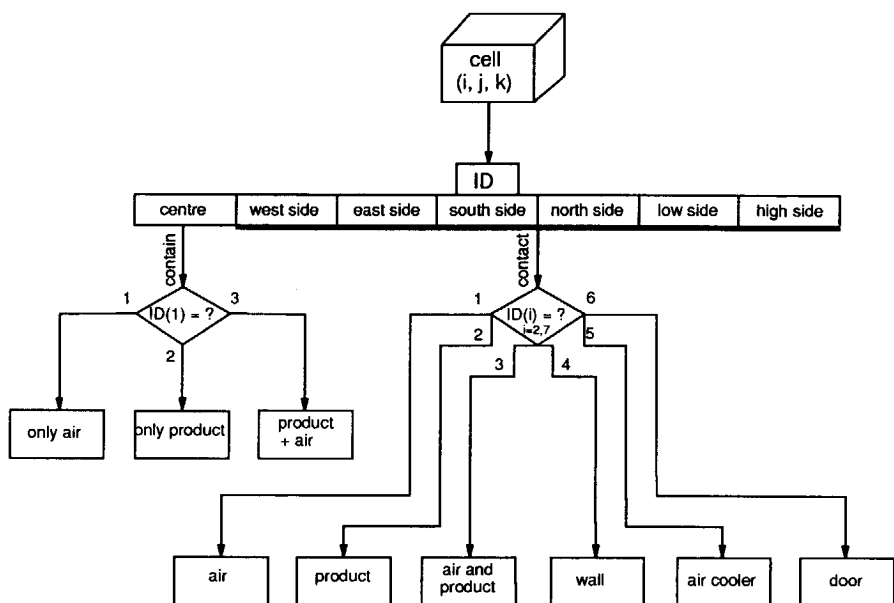 cell
(i, j, k)
ID
centre
west side
east side
south side
north side
low side
high side
contain
contact
1
3
ID(1) = ?
2
1
6
ID(i) = ?
i=2,7
2
5
3
4
only air
only product
product
+ air
air
product
air and
product
wall
air cooler
door